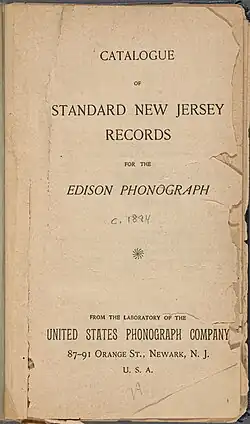 CATALOGUE
OF
STANDARD NEW JERSEY
RECORDS
FOR THE
EDISON PHONOGRAPH
c. 1894
FROM THE LABORATORY OF THE
UNITED STATES PHONOGRAPH COMPANY
87-91 ORANGE ST., NEWARK, N. J.
U. S. A.